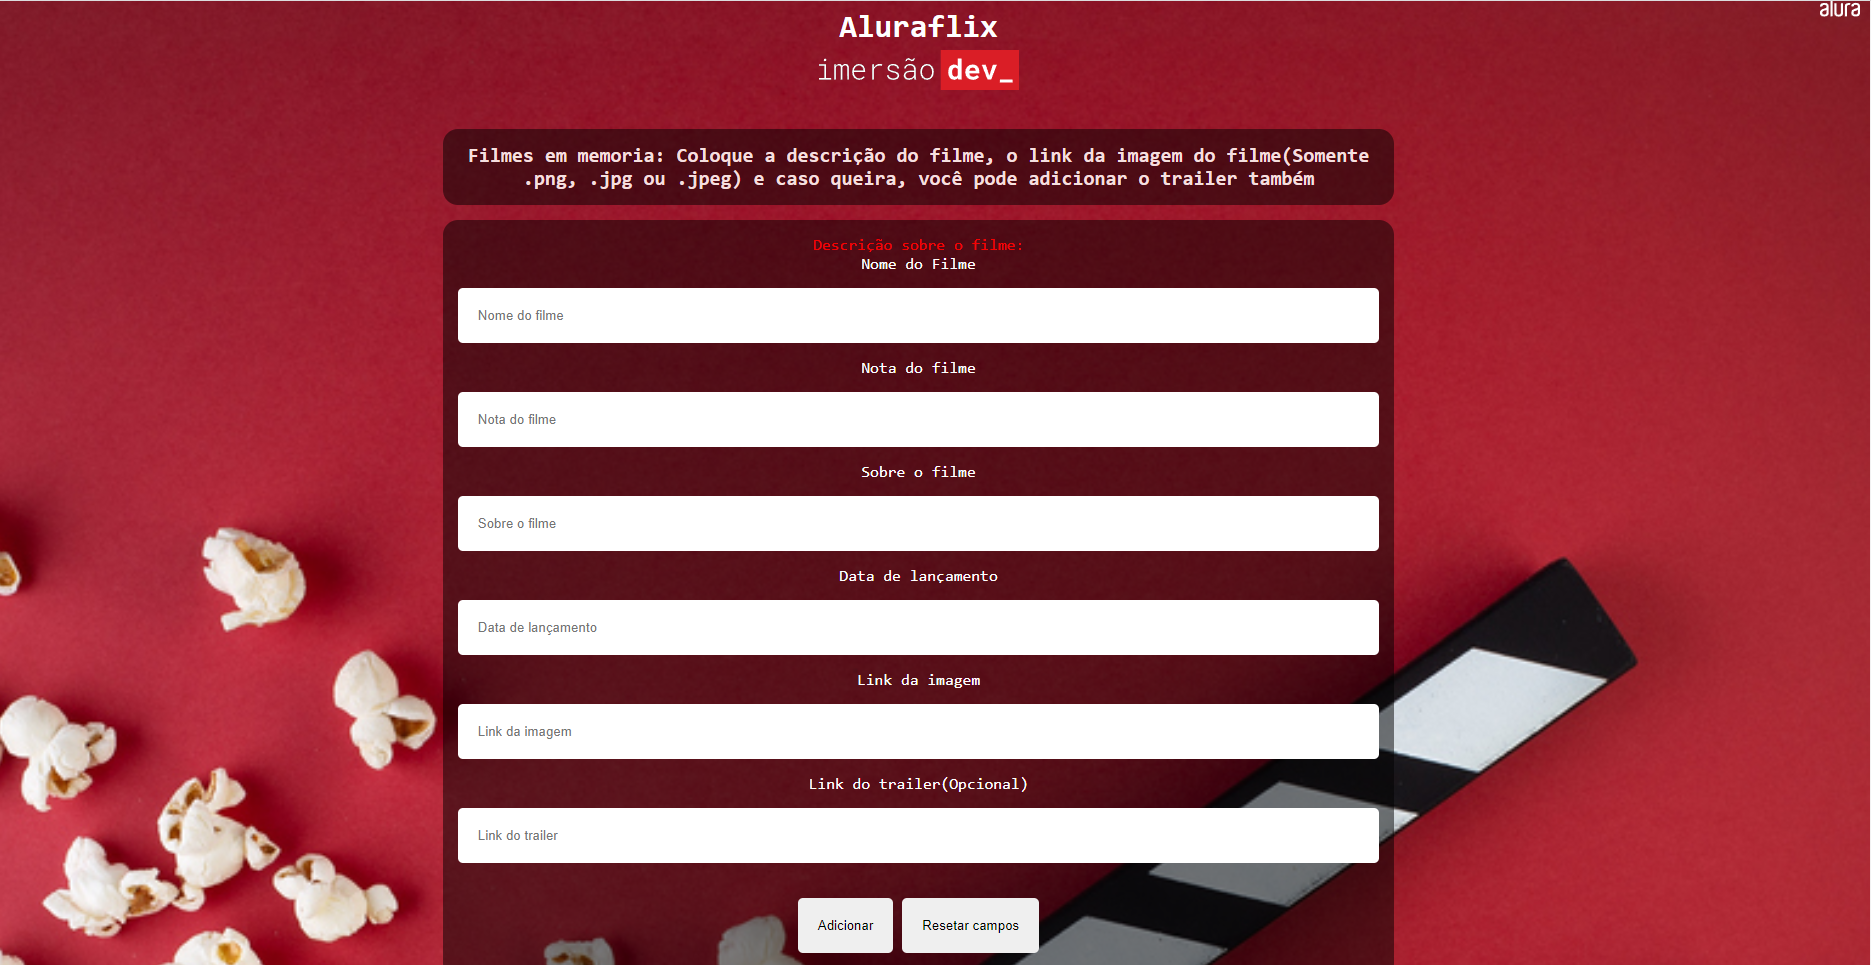 alura
Aluraflix
imersão dev_
Filmes em memoria: Coloque a descrição do filme, o link da imagem do filme(Somente
.png, .jpg ou .jpeg) e caso queira, você pode adicionar o trailer também
Descrição sobre o filme:
Nome do Filme
Nome do filme
Nota do filme
Nota do filme
Sobre o filme
Sobre o filme
Data de lançamento
Data de lançamento
Link da imagem
Link da imagem
Link do trailer(Opcional)
Link do trailer
Adicionar
Resetar campos